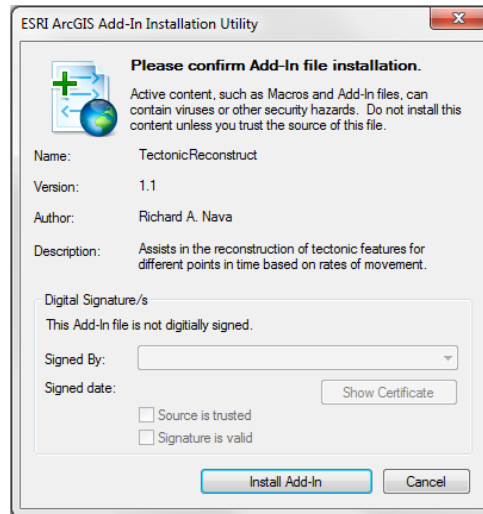 ESRI ArcGIS Add-In Installation Utility
x
Please confirm Add-In file installation.
Active content, such as Macros and Add-In files, can
contain viruses or other security hazards. Do not install this
content unless you trust the source of this file.
Name: TectonicReconstruct
Version: 1.1
Author: Richard A. Nava
Description: Assists in the reconstruction of tectonic features for
different points in time based on rates of movement.
Digital Signature/s
This Add-In file is not digitially signed.
Signed By:
Signed date:
Show Certificate
Source is trusted
Signature is valid
Install Add-In
Cancel